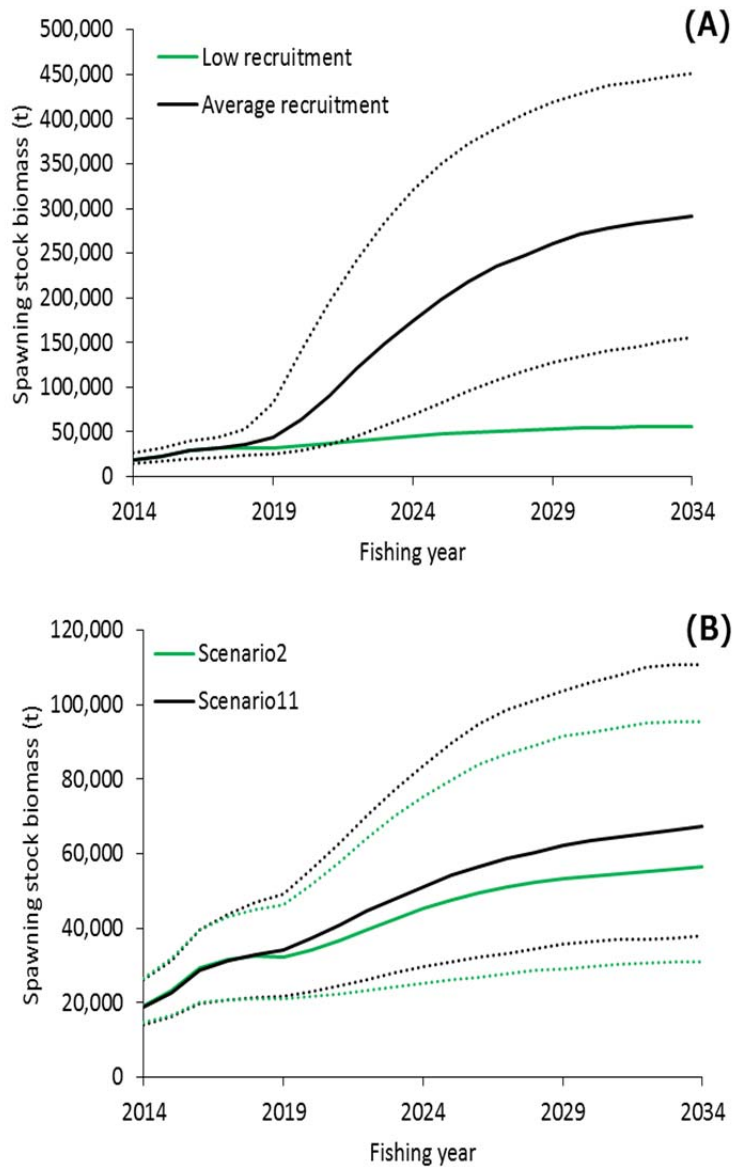 (A)
500,000
450,000
400,000
350,000
300,000
250,000
200,000
150,000
100,000
50,000
0
Spawning stock biomass (t)
Low recruitment
Average recruitment
2014 2019 2024 2029 2034
Fishing year
(B)
120,000
100,000
80,000
60,000
40,000
20,000
0
Spawning stock biomass (t)
Scenario2
Scenario11
2014 2019 2024 2029 2034
Fishing year